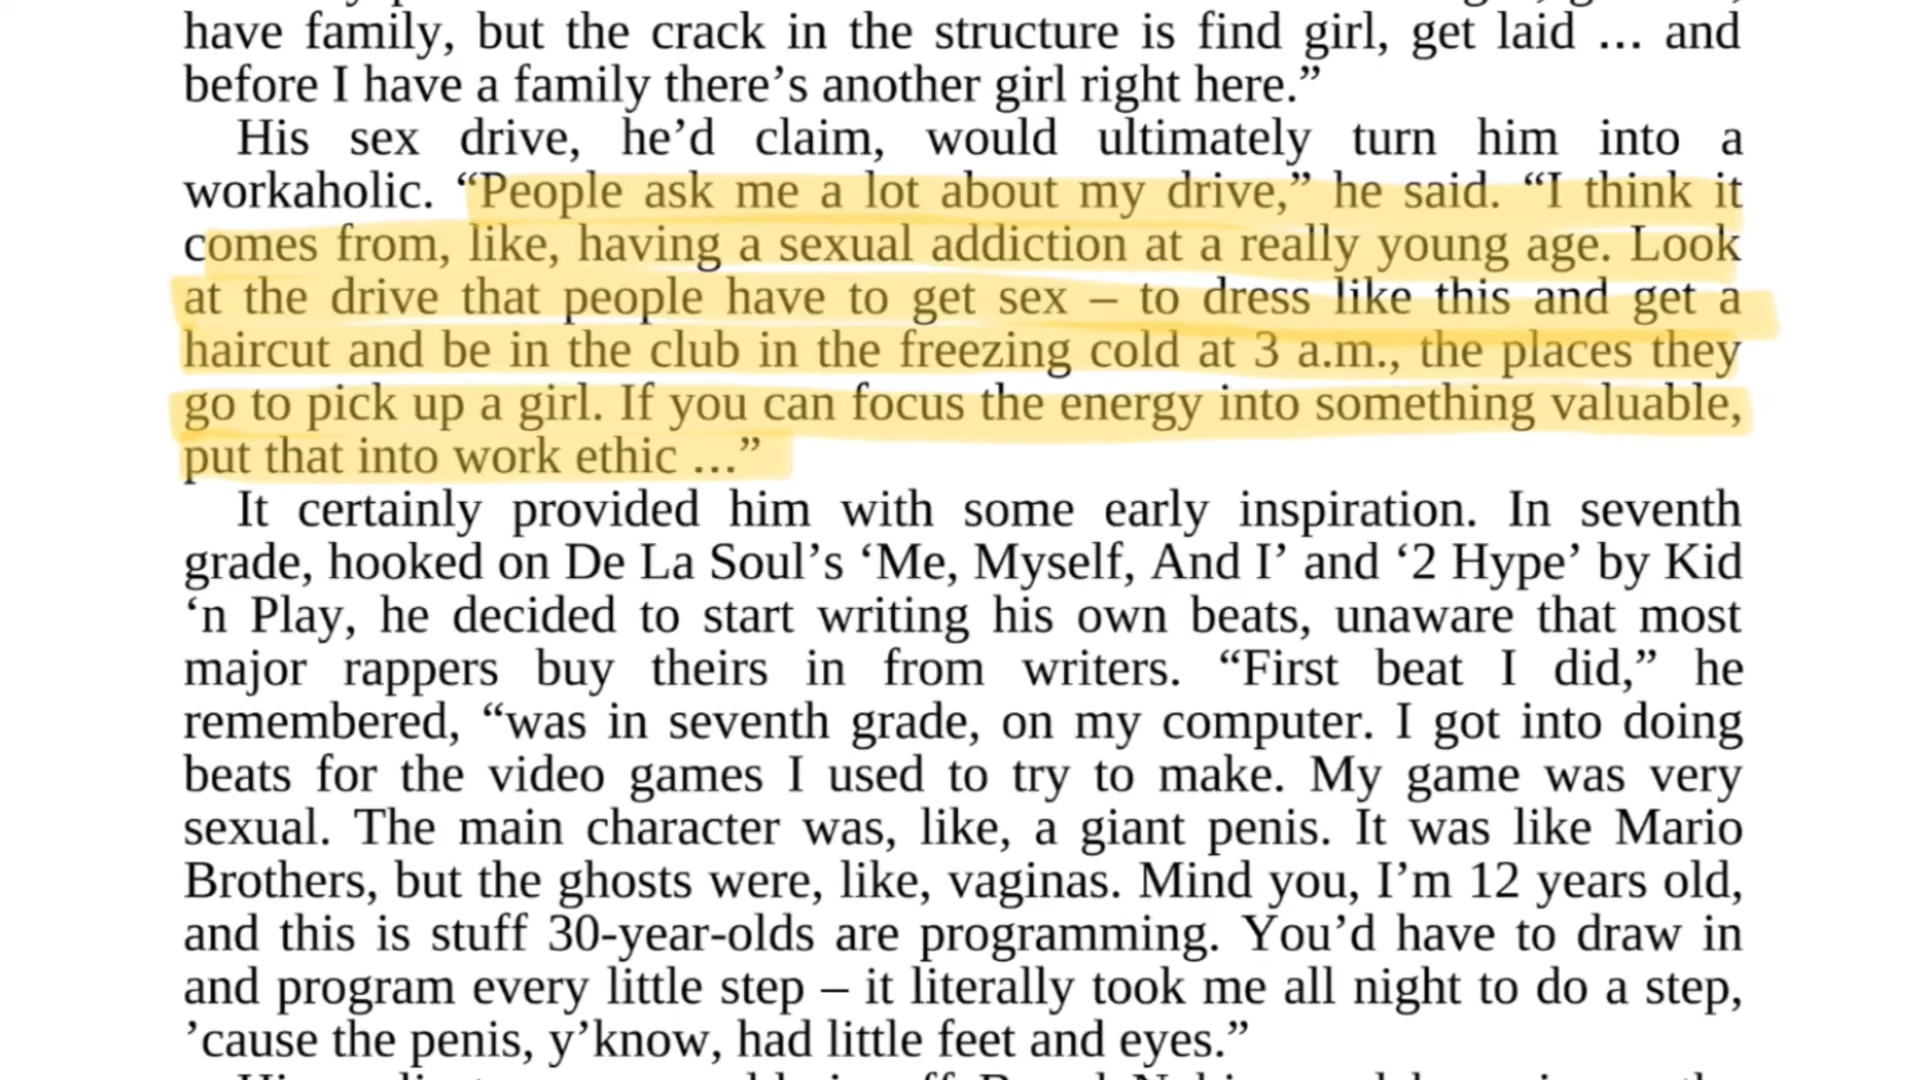 have family, but the crack in the structure is find girl, get laid … and
before I have a family there’s another girl right here.”
His sex drive, he’d claim, would ultimately turn him into a
workaholic. “People ask me a lot about my drive,” he said. “I think it
comes from, like, having a sexual addiction at a really young age. Look
at the drive that people have to get sex – to dress like this and get a
haircut and be in the club in the freezing cold at 3 a.m., the places they
go to pick up a girl. If you can focus the energy into something valuable,
put that into work ethic …”
It certainly provided him with some early inspiration. In seventh
grade, hooked on De La Soul’s ‘Me, Myself, And I’ and ‘2 Hype’ by Kid
‘n Play, he decided to start writing his own beats, unaware that most
major rappers buy theirs in from writers. “First beat I did,” he
remembered, “was in seventh grade, on my computer. I got into doing
beats for the video games I used to try to make. My game was very
sexual. The main character was, like, a giant penis. It was like Mario
Brothers, but the ghosts were, like, vaginas. Mind you, I’m 12 years old,
and this is stuff 30-year-olds are programming. You’d have to draw in
and program every little step – it literally took me all night to do a step,
’cause the penis, y’know, had little feet and eyes.”